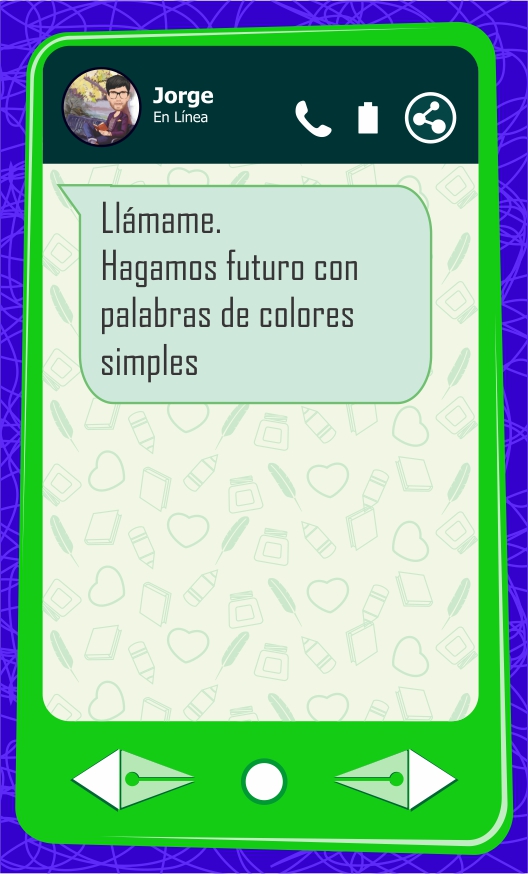 Jorge
En Línea
Llámame.
Hagamos futuro con
palabras de colores
simples